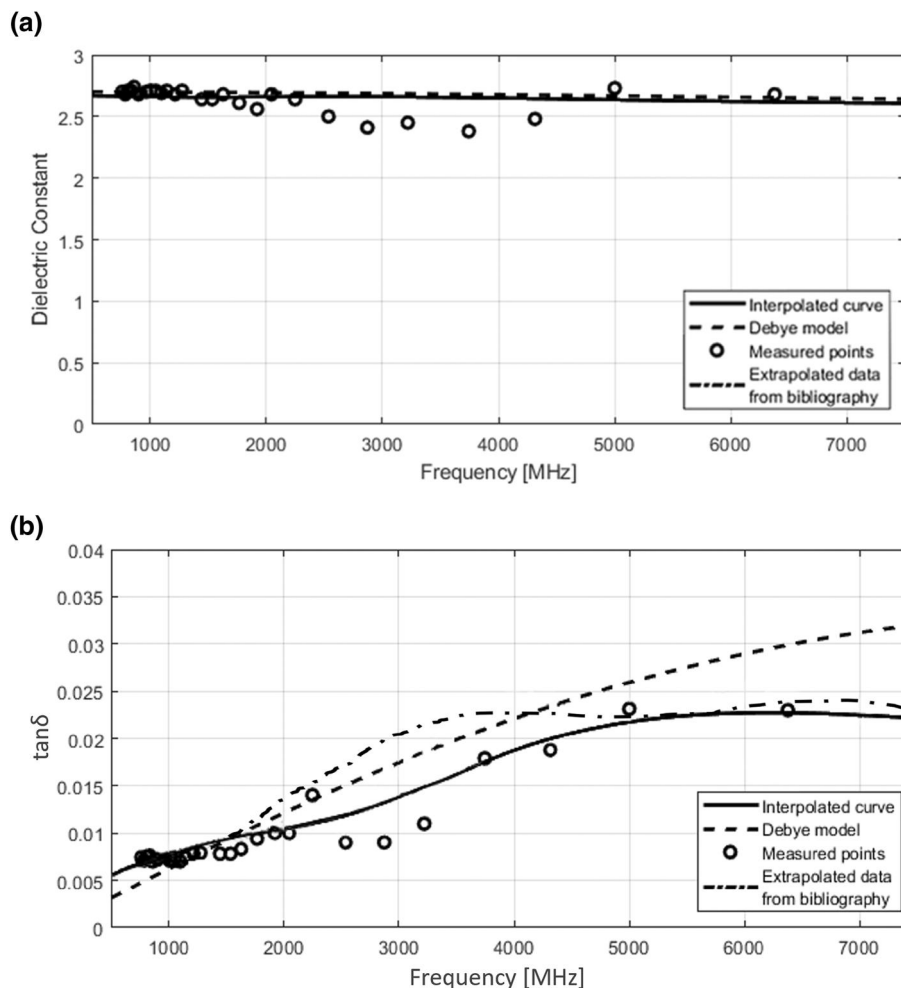 (a)
3
2.5
2
1.5
1
0.5
0
Dielectric Constant
Interpolated curve
Debye model
Measured points
Extrapolated data
from bibliography
1000 2000 3000 4000 5000 6000 7000
Frequency [MHz]
(b)
0.04
0.035
0.03
0.025
0.02
0.015
0.01
0.005
0
tanδ
Interpolated curve
Debye model
Measured points
Extrapolated data
from bibliography
1000 2000 3000 4000 5000 6000 7000
Frequency [MHz]